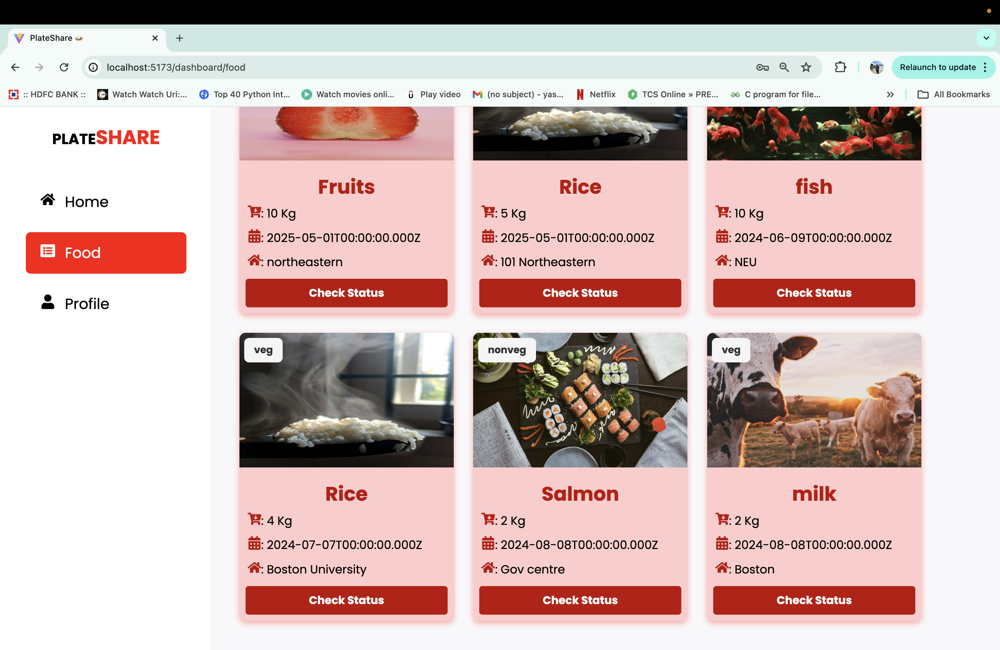 PlateShare
localhost:5173/dashboard/food
Relaunch to update
:: HDFC BANK ::
Watch Watch Uri:...
Top 40 Python Int...
Watch movies onli...
Play video
(no subject) - yas...
Netflix
TCS Online » PRE...
C program for file...
All Bookmarks
PLATESHARE
Home
Food
Profile
Fruits
: 10 Kg
: 2025-05-01T00:00:00.000Z
: northeastern
Check Status
Rice
: 5 Kg
: 2025-05-01T00:00:00.000Z
: 101 Northeastern
Check Status
fish
: 10 Kg
: 2024-06-09T00:00:00.000Z
: NEU
Check Status
veg
Rice
: 4 Kg
: 2024-07-07T00:00:00.000Z
: Boston University
Check Status
nonveg
Salmon
: 2 Kg
: 2024-08-08T00:00:00.000Z
: Gov centre
Check Status
veg
milk
: 2 Kg
: 2024-08-08T00:00:00.000Z
: Boston
Check Status